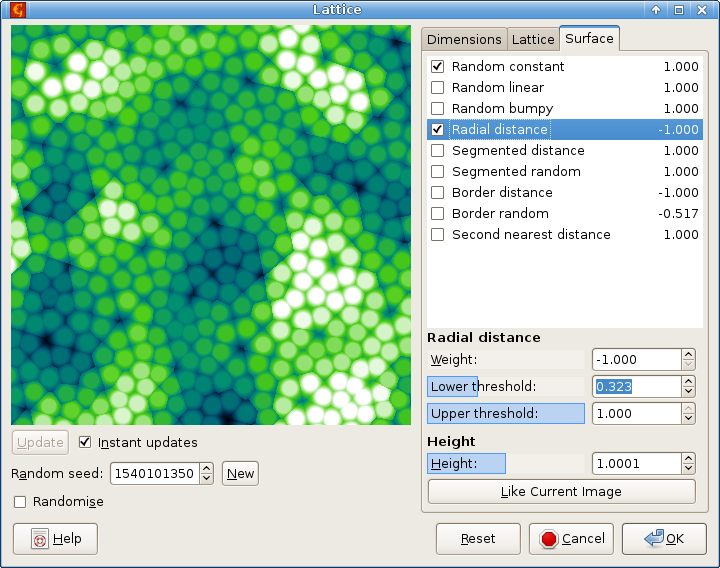 Lattice
Dimensions Lattice Surface
Random constant 1.000
Random linear 1.000
Random bumpy 1.000
Radial distance -1.000
Segmented distance 1.000
Segmented random 1.000
Border distance -1.000
Border random -0.517
Second nearest distance 1.000
Radial distance
Weight: -1.000
Lower threshold: 0.323
Upper threshold: 1.000
Height
Height: 1.0001
Like Current Image
Update Instant updates
Random seed: 1540101350 New
Randomise
Help Reset Cancel OK